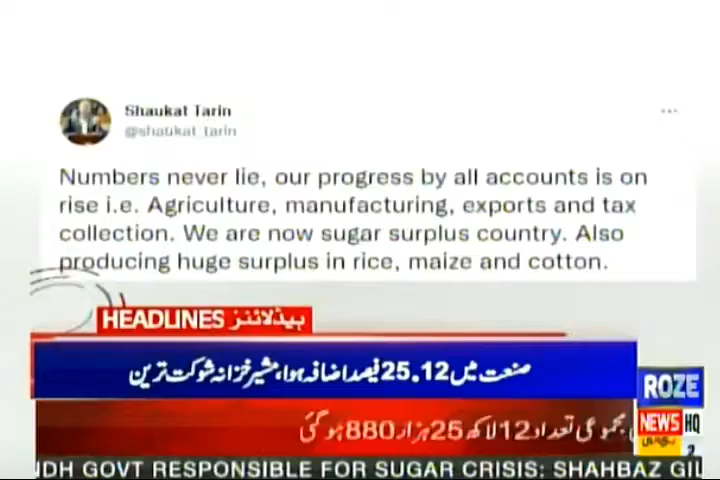 Shaukat Tarin
@shaukat_tarin
Numbers never lie, our progress by all accounts is on
rise i.e. Agriculture, manufacturing, exports and tax
collection. We are now sugar surplus country. Also
producing huge surplus in rice, maize and cotton.
HEADLINES ہیڈلائنز
صنعت میں 25.12 فیصد اضافہ ہوا، مشیر خزانہ شوکت ترین
مجموعی تعداد 12 لاکھ 25 ہزار 880 ہو گئی
ROZE
NEWS HQ
NDH GOVT RESPONSIBLE FOR SUGAR CRISIS: SHAHBAZ GIL